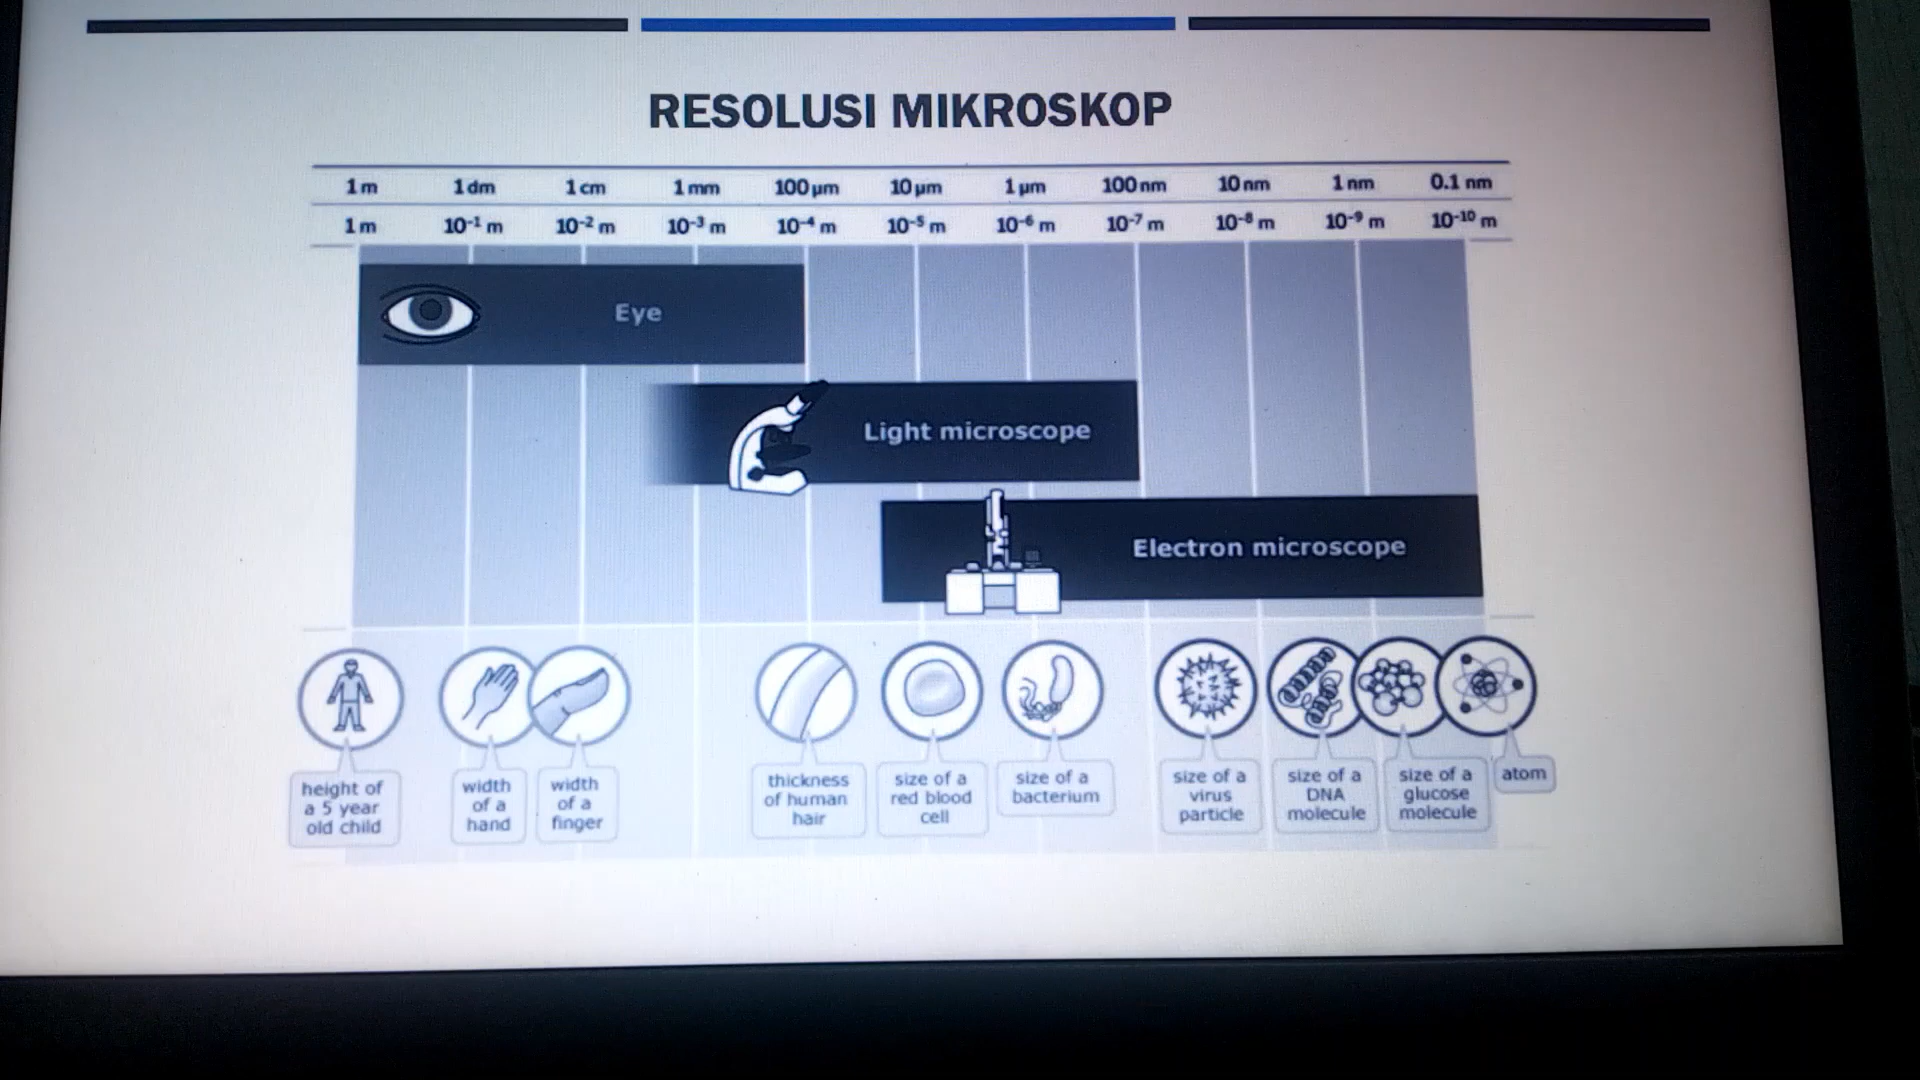 RESOLUSI MIKROSKOP
1 m 1 dm 1 cm 1 mm 100 µm 10 µm 1 µm 100 nm 10 nm 1 nm 0.1 nm
1 m 10⁻¹ m 10⁻² m 10⁻³ m 10⁻⁴ m 10⁻⁵ m 10⁻⁶ m 10⁻⁷ m 10⁻⁸ m 10⁻⁹ m 10⁻¹⁰ m
Eye
Light microscope
Electron microscope
height of
a 5 year
old child
width
of a
hand
width
of a
finger
thickness
of human
hair
size of a
red blood
cell
size of a
bacterium
size of a
virus
particle
size of a
DNA
molecule
size of a
glucose
molecule
atom